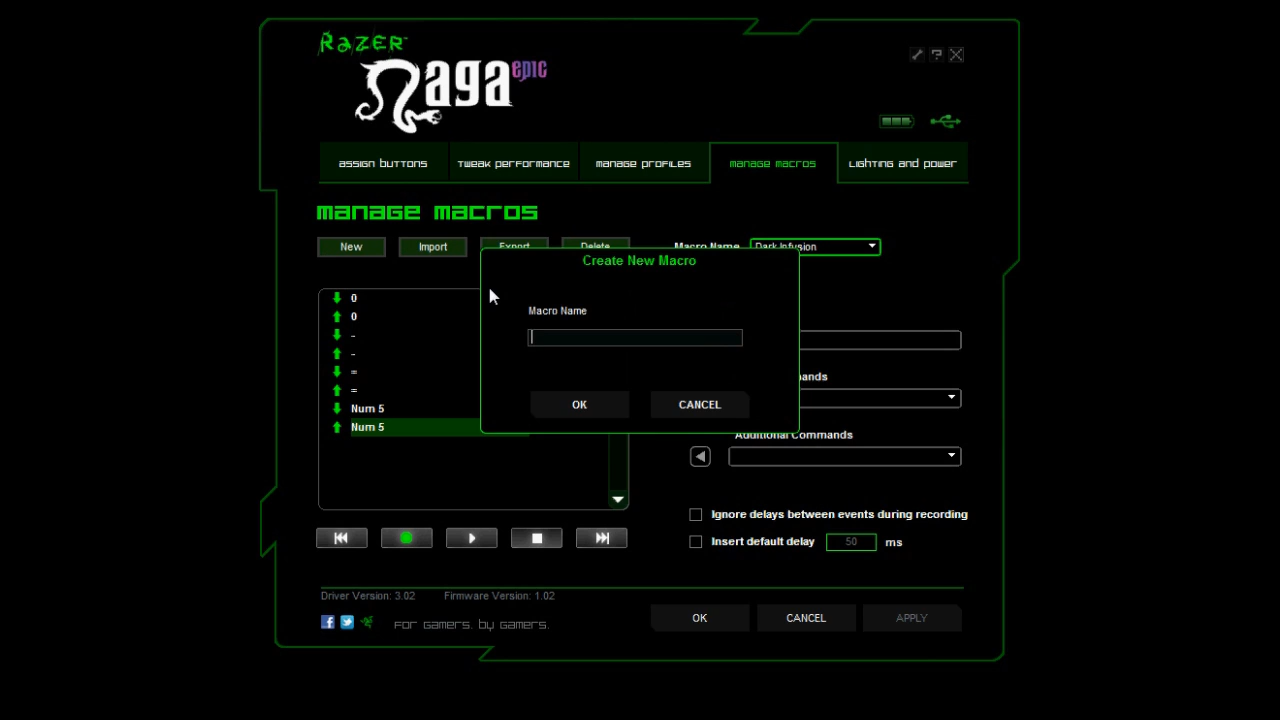 RAZER™
Naga epic
assign buttons
tweak performance
manage profiles
manage macros
Lighting and power
manage macros
New
Import
Export
Delete
Macro Name
Dark Infusion
Create New Macro
Macro Name
OK
CANCEL
0
0
-
-
=
=
Num 5
Num 5
ands
Additional Commands
Ignore delays between events during recording
Insert default delay 50 ms
Driver Version: 3.02 Firmware Version: 1.02
For Gamers. by Gamers.
OK
CANCEL
APPLY